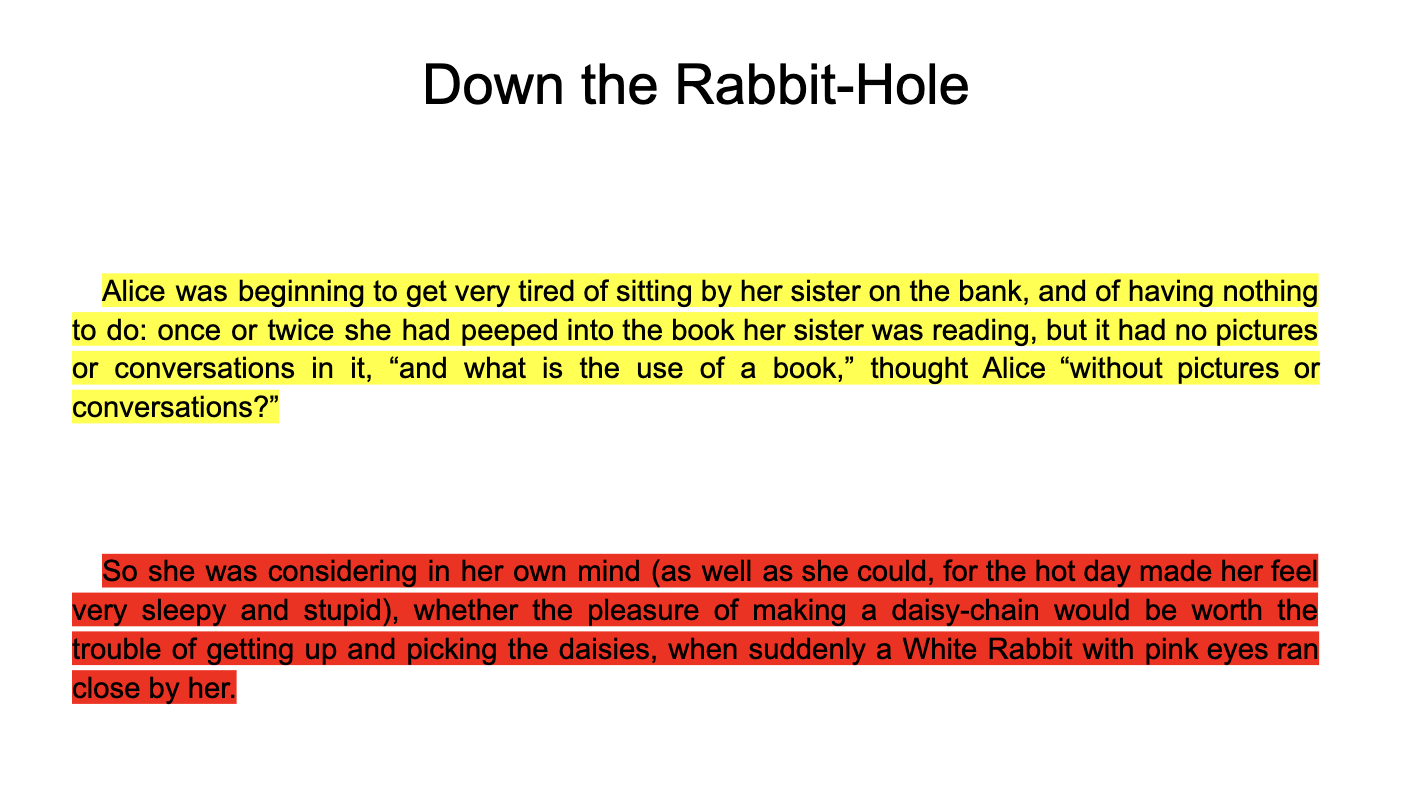 Down the Rabbit-Hole
Alice was beginning to get very tired of sitting by her sister on the bank, and of having nothing
to do: once or twice she had peeped into the book her sister was reading, but it had no pictures
or conversations in it, “and what is the use of a book,” thought Alice “without pictures or
conversations?”
So she was considering in her own mind (as well as she could, for the hot day made her feel
very sleepy and stupid), whether the pleasure of making a daisy-chain would be worth the
trouble of getting up and picking the daisies, when suddenly a White Rabbit with pink eyes ran
close by her.